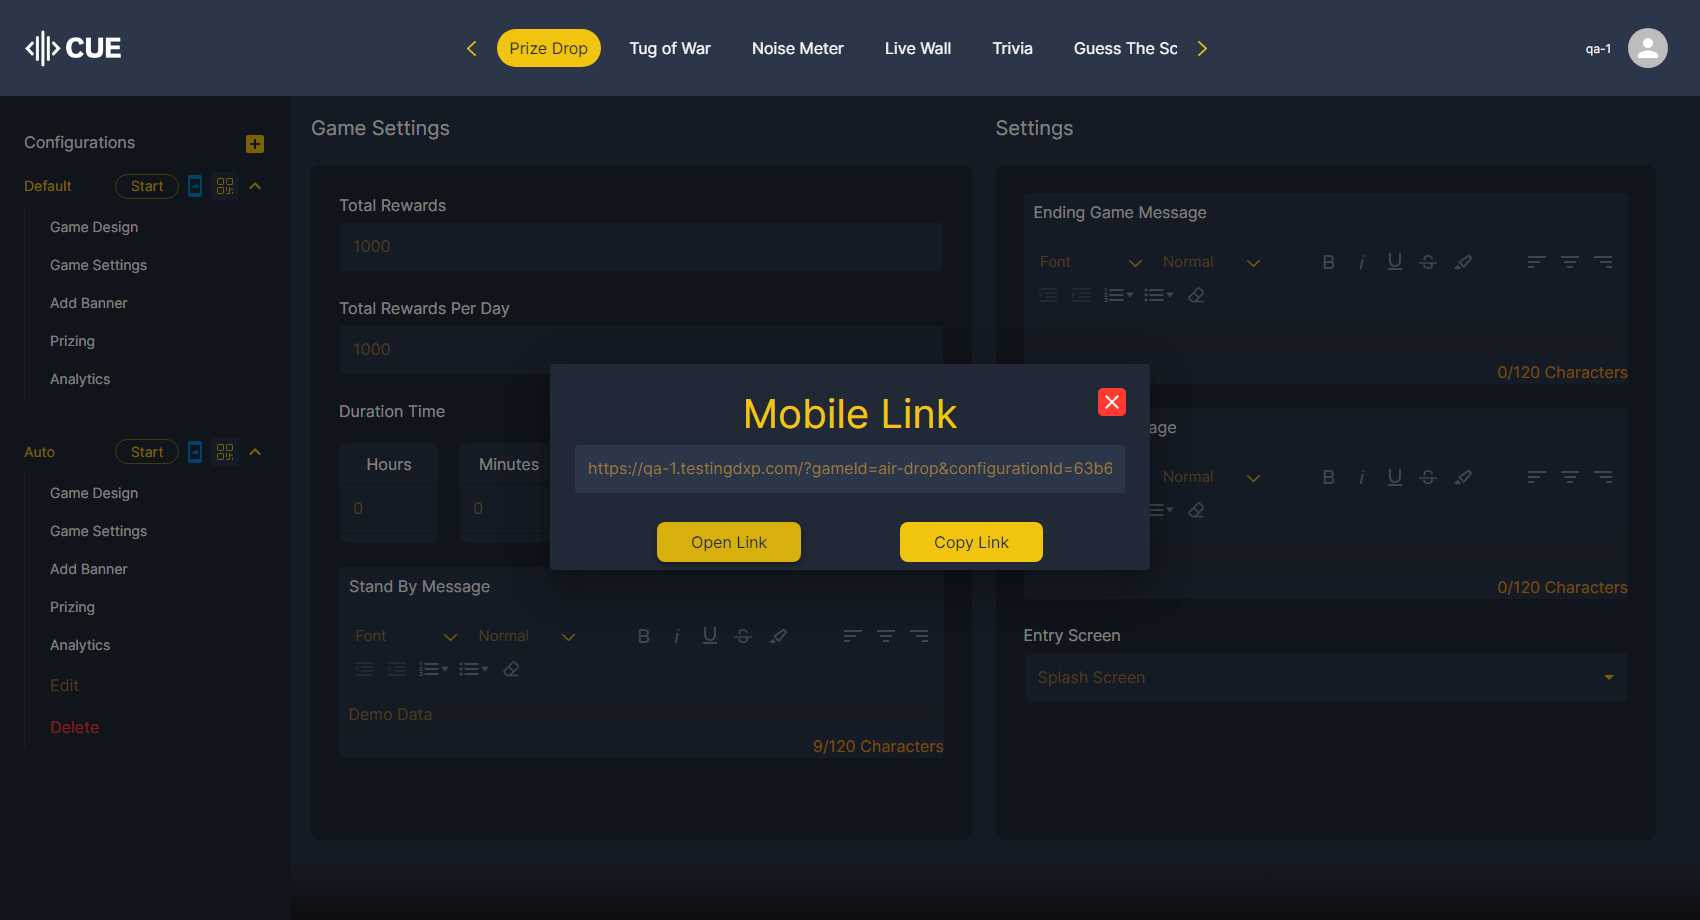 CUE
Prize Drop
Tug of War
Noise Meter
Live Wall
Trivia
Guess The Sc
qa-1
Configurations
Default
Start
Game Design
Game Settings
Add Banner
Prizing
Analytics
Auto
Start
Game Design
Game Settings
Add Banner
Prizing
Analytics
Edit
Delete
Game Settings
Total Rewards
1000
Total Rewards Per Day
1000
Duration Time
Hours
Minutes
0
0
Stand By Message
Font
Normal
B
i
U
S
Demo Data
9/120 Characters
Settings
Ending Game Message
Font
Normal
B
i
U
S
0/120 Characters
age
Normal
B
i
U
S
0/120 Characters
Entry Screen
Splash Screen
Mobile Link
https://qa-1.testingdxp.com/?gameId=air-drop&configurationId=63b6
Open Link
Copy Link